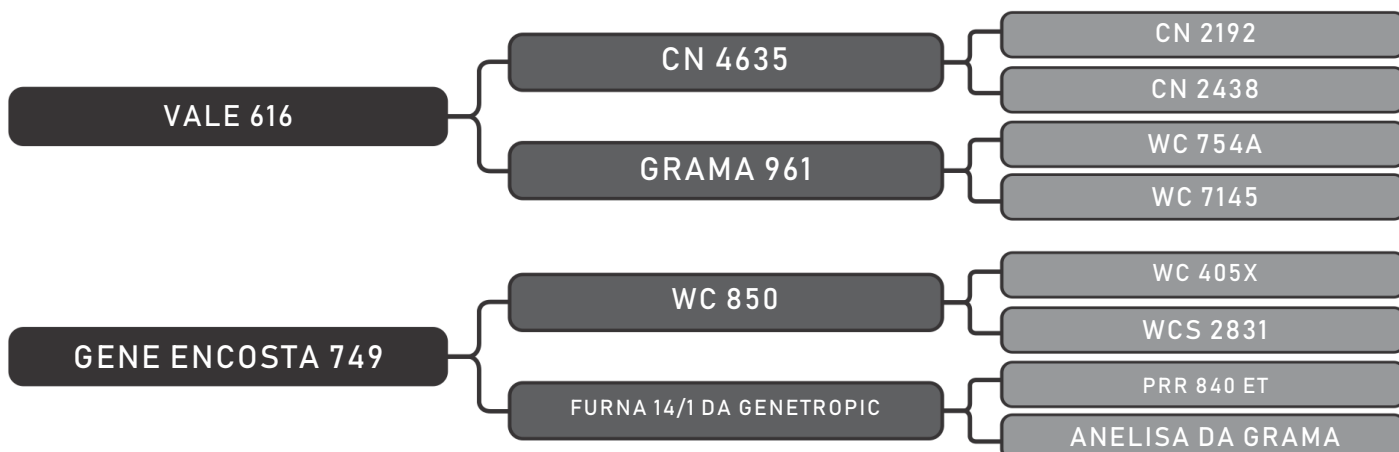 VALE 616
CN 4635
GRAMA 961
CN 2192
CN 2438
WC 754A
WC 7145
GENE ENCOSTA 749
WC 850
FURNA 14/1 DA GENETROPIC
WC 405X
WCS 2831
PRR 840 ET
ANELISA DA GRAMA